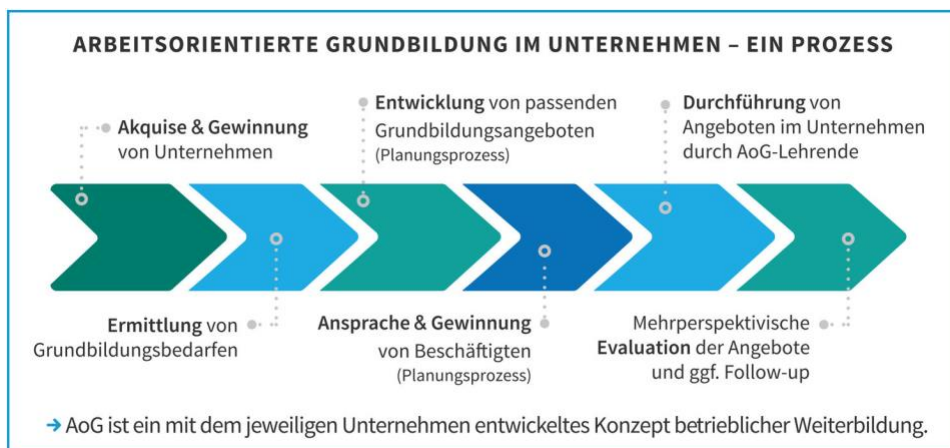 ARBEITSORIENTIERTE GRUNDBILDUNG IM UNTERNEHMEN – EIN PROZESS
Akquise & Gewinnung
von Unternehmen
Ermittlung von
Grundbildungsbedarfen
Entwicklung von passenden
Grundbildungsangeboten
(Planungsprozess)
Ansprache & Gewinnung
von Beschäftigten
(Planungsprozess)
Durchführung von
Angeboten im Unternehmen
durch AoG-Lehrende
Mehrperspektivische
Evaluation der Angebote
und ggf. Follow-up
→ AoG ist ein mit dem jeweiligen Unternehmen entwickeltes Konzept betrieblicher Weiterbildung.